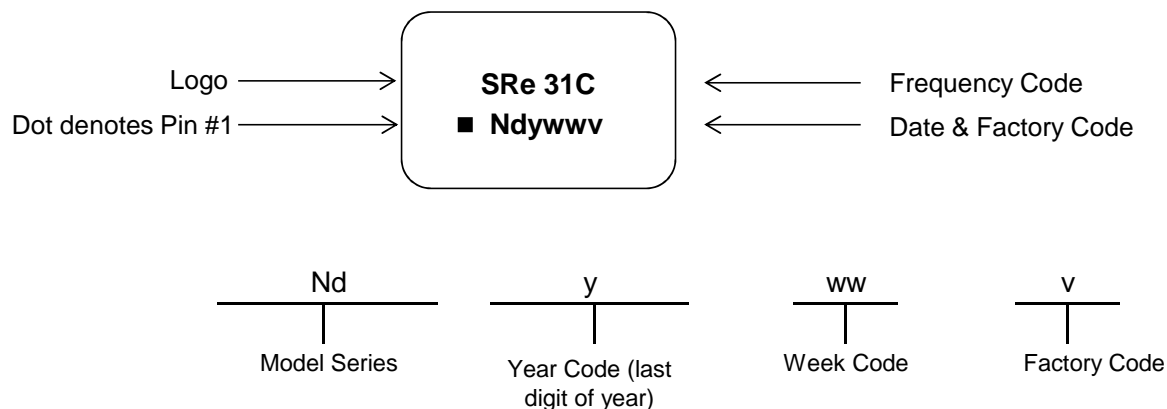 SRe 31C
Logo
Frequency Code
Dot denotes Pin #1
■ Ndywwv
Date & Factory Code
Nd
y
ww
v
Model Series
Year Code (last
digit of year)
Week Code
Factory Code